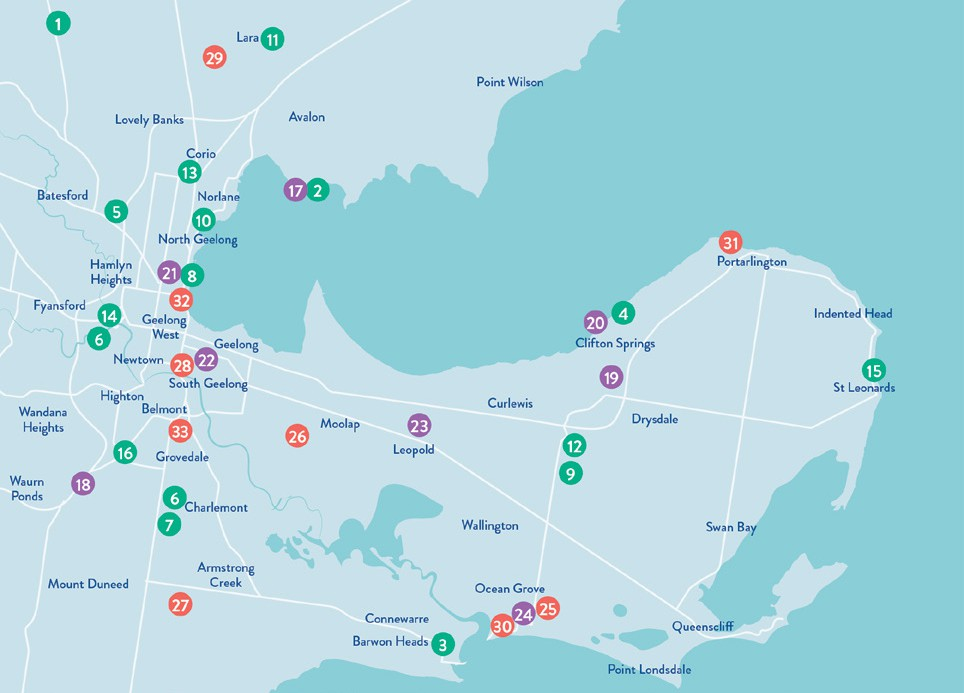 1
Lara 11
29
Point Wilson
Lovely Banks
Avalon
Corio
13
17 2
Batesford
Norlane
5
10
North Geelong
31
Portarlington
Hamlyn
Heights
21 8
32
Fyansford
14
Geelong
West
4
20
Clifton Springs
Indented Head
6
Geelong
Newtown
28 22
South Geelong
19
15
St Leonards
Highton
Belmont
Curlewis
Wandana
Heights
33
26
Moolap
23
Leopold
Drysdale
16
Grovedale
12
9
18
Waurn
Ponds
6
Charlemont
7
Wallington
Swan Bay
Armstrong
Creek
Mount Duneed
27
Ocean Grove
30 24 25
Connewarre
Barwon Heads 3
Queenscliff
Point Londsdale